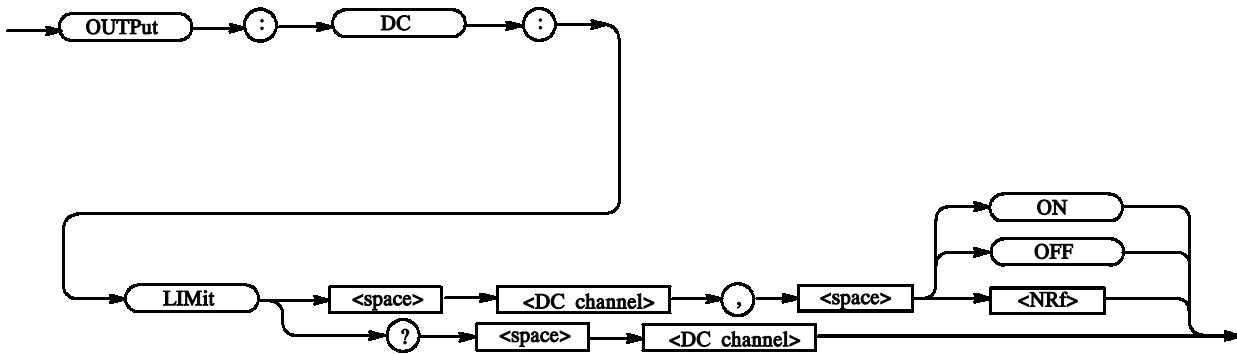 OUTPut : DC :
ON
OFF
LIMit <space> <DC channel> , <space> <NRf>
? <space> <DC channel>